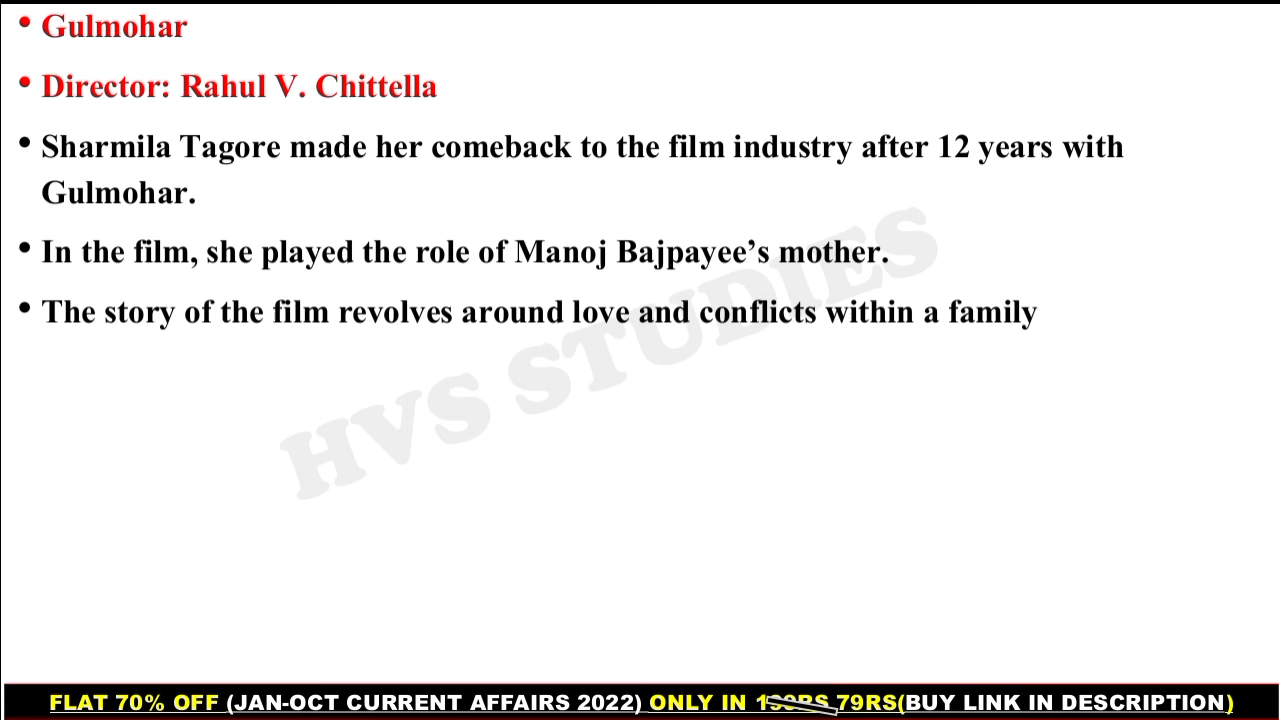 • Gulmohar
• Director: Rahul V. Chittella
• Sharmila Tagore made her comeback to the film industry after 12 years with
Gulmohar.
• In the film, she played the role of Manoj Bajpayee’s mother.
• The story of the film revolves around love and conflicts within a family
HVS STUDIES
FLAT 70% OFF (JAN-OCT CURRENT AFFAIRS 2022) ONLY IN 79RS(BUY LINK IN DESCRIPTION)